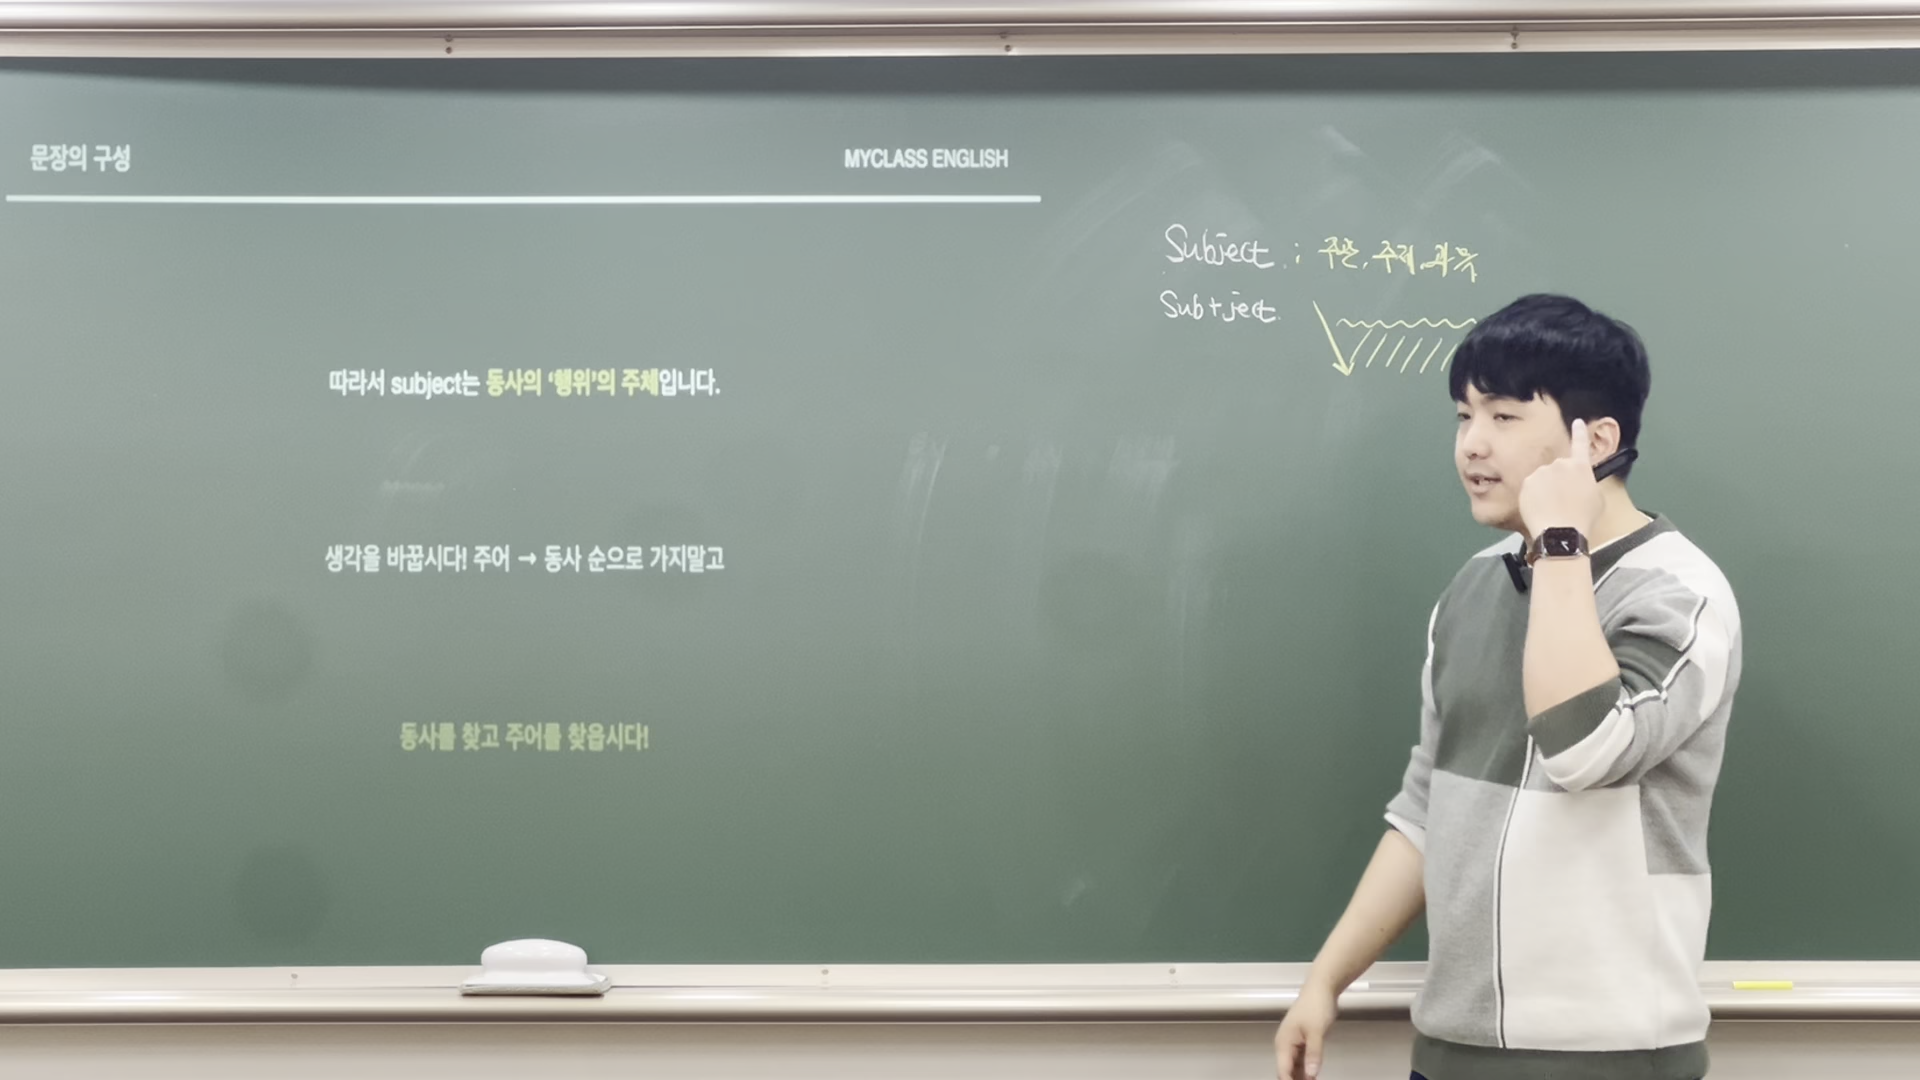 문장의 구성
MYCLASS ENGLISH
Subject : 주관, 주제, 과목
Sub+ject
따라서 subject는 동사의 ‘행위’의 주체입니다.
생각을 바꿉시다! 주어 → 동사 순으로 가지말고
동사를 찾고 주어를 찾읍시다!